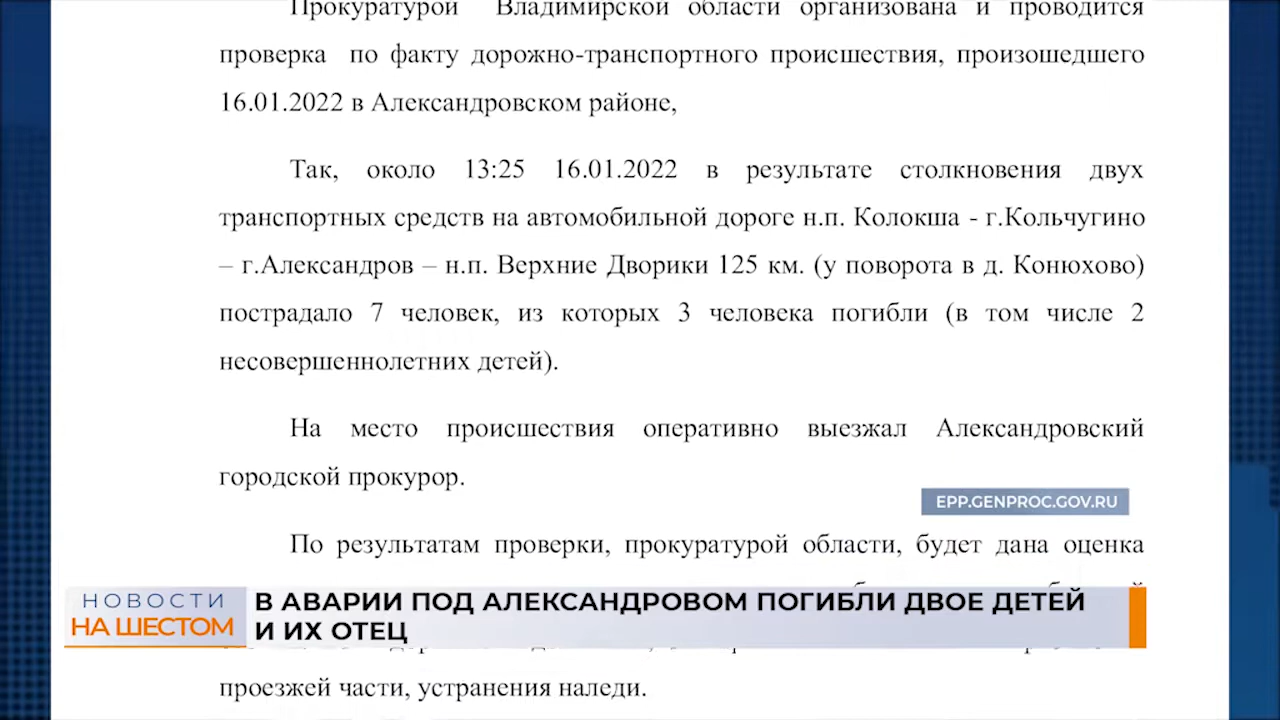 Прокуратурой Владимирской области организована и проводится
проверка по факту дорожно-транспортного происшествия, произошедшего
16.01.2022 в Александровском районе,
Так, около 13:25 16.01.2022 в результате столкновения двух
транспортных средств на автомобильной дороге н.п. Колокша - г.Кольчугино
– г.Александров – н.п. Верхние Дворики 125 км. (у поворота в д. Конюхово)
пострадало 7 человек, из которых 3 человека погибли (в том числе 2
несовершеннолетних детей).
На место происшествия оперативно выезжал Александровский
городской прокурор.
EPP.GENPROC.GOV.RU
По результатам проверки, прокуратурой области, будет дана оценка
НОВОСТИ
НА ШЕСТОМ
В АВАРИИ ПОД АЛЕКСАНДРОВОМ ПОГИБЛИ ДВОЕ ДЕТЕЙ
И ИХ ОТЕЦ
проезжей части, устранения наледи.